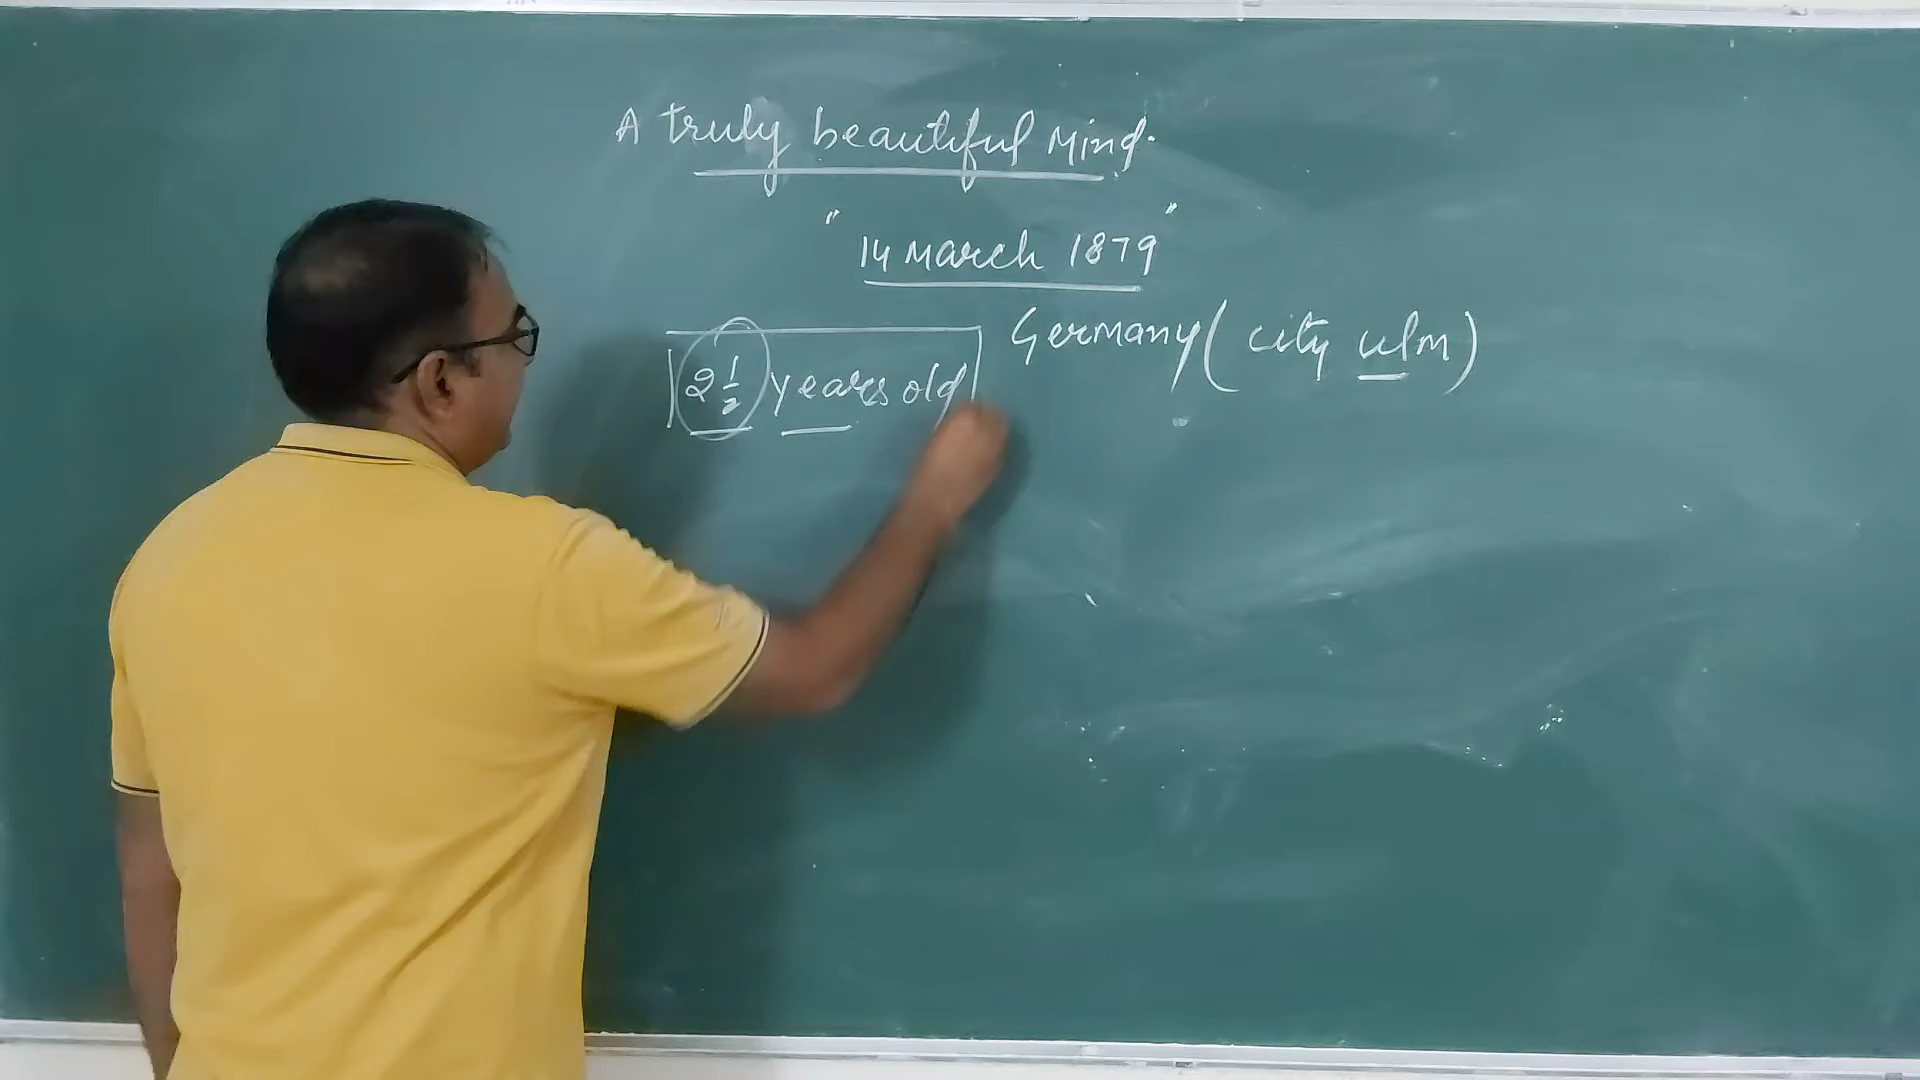 A truly beautiful Mind.
"14 March 1879"
Germany (city ulm)
2 1/2 years old